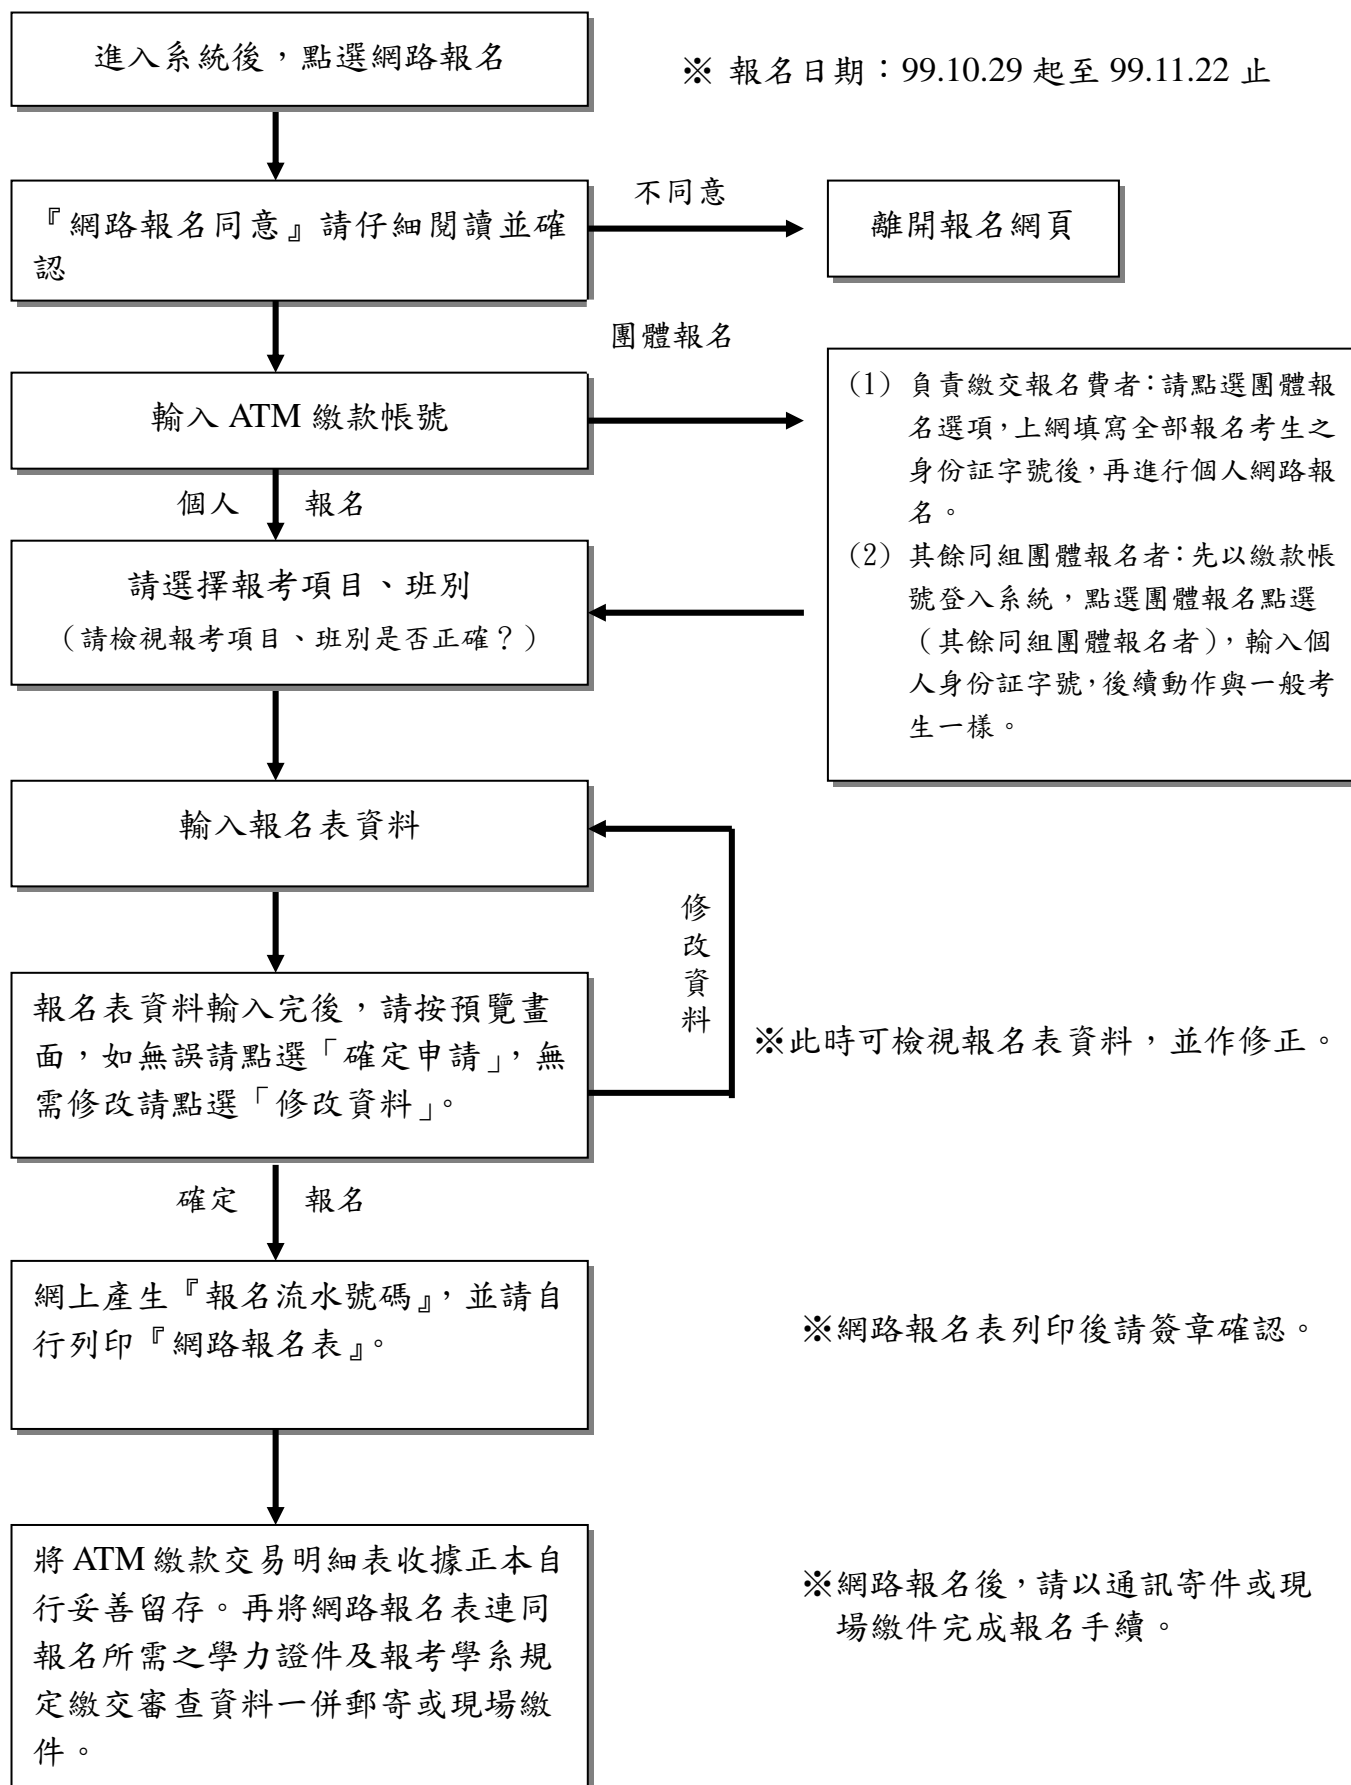 進入系統後，點選網路報名
※ 報名日期：99.10.29 起至 99.11.22 止
不同意
『網路報名同意』請仔細閱讀並確
認
離開報名網頁
團體報名
輸入 ATM 繳款帳號
(1) 負責繳交報名費者：請點選團體報
名選項，上網填寫全部報名考生之
身份証字號後，再進行個人網路報
名。
(2) 其餘同組團體報名者：先以繳款帳
號登入系統，點選團體報名點選
（其餘同組團體報名者），輸入個
人身份証字號，後續動作與一般考
生一樣。
個人 報名
請選擇報考項目、班別
（請檢視報考項目、班別是否正確？）
輸入報名表資料
修
改
資
料
報名表資料輸入完後，請按預覽畫
面，如無誤請點選「確定申請」，無
需修改請點選「修改資料」。
※此時可檢視報名表資料，並作修正。
確定 報名
網上產生『報名流水號碼』，並請自
行列印『網路報名表』。
※網路報名表列印後請簽章確認。
將 ATM 繳款交易明細表收據正本自
行妥善留存。再將網路報名表連同
報名所需之學力證件及報考學系規
定繳交審查資料一併郵寄或現場繳
件。
※網路報名後，請以通訊寄件或現
場繳件完成報名手續。